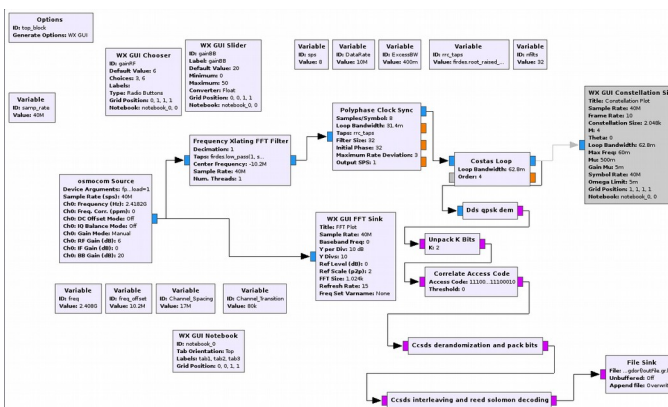 Options
ID: top_block
Generate Options: WX GUI
Variable
ID: samp_rate
Value: 40M
WX GUI Chooser
ID: gainRF
Default Value: 6
Choices: 3, 6
Labels:
Type: Radio Buttons
Grid Position: 0, 1, 1, 1
Notebook: notebook_0, 0
WX GUI Slider
ID: gainBB
Label: gainBB
Default Value: 20
Minimum: 0
Maximum: 50
Converter: Float
Grid Position: 0, 0, 1, 1
Notebook: notebook_0, 0
Variable
ID: sps
Value: 8
Variable
ID: DataRate
Value: 10M
Variable
ID: ExcessBW
Value: 400m
Variable
ID: rrc_taps
Value: firdes.root_raised_...
Variable
ID: nfilts
Value: 32
Polyphase Clock Sync
Samples/Symbol: 8
Loop Bandwidth: 31.4m
Taps: rrc_taps
Filter Size: 32
Initial Phase: 32
Maximum Rate Deviation: 3
Output SPS: 1
WX GUI Constellation Si
Title: Constellation Plot
Sample Rate: 40M
Frame Rate: 10
Constellation Size: 2.048k
M: 4
Theta: 0
Loop Bandwidth: 62.8m
Max Freq: 60m
Mu: 500m
Gain Mu: 5m
Symbol Rate: 40M
Omega Limit: 5m
Grid Position: 1, 1, 1, 1
Notebook: notebook_0, 0
Frequency Xlating FFT Filter
Decimation: 1
Taps: firdes.low_pass(1, s...
Center Frequency: -10.2M
Sample Rate: 40M
Num. Threads: 1
Costas Loop
Loop Bandwidth: 62.8m
Order: 4
osmocom Source
Device Arguments: fp...load=1
Sample Rate (sps): 40M
Ch0: Frequency (Hz): 2.4182G
Ch0: Freq. Corr. (ppm): 0
Ch0: DC Offset Mode: Off
Ch0: IQ Balance Mode: Off
Ch0: Gain Mode: Manual
Ch0: RF Gain (dB): 6
Ch0: IF Gain (dB): 0
Ch0: BB Gain (dB): 20
WX GUI FFT Sink
Title: FFT Plot
Sample Rate: 40M
Baseband Freq: 0
Y per Div: 10 dB
Y Divs: 10
Ref Level (dB): 0
Ref Scale (p2p): 2
FFT Size: 1.024k
Refresh Rate: 15
Freq Set Varname: None
Dds qpsk dem
Unpack K Bits
K: 2
Correlate Access Code
Access Code: 11100...11100010
Threshold: 0
Variable
ID: freq
Value: 2.408G
Variable
ID: freq_offset
Value: 10.2M
Variable
ID: Channel_Spacing
Value: 17M
Variable
ID: Channel_Transition
Value: 80k
WX GUI Notebook
ID: notebook_0
Tab Orientation: Top
Labels: tab1, tab2, tab3
Grid Position: 0, 0, 1, 1
Ccsds derandomization and pack bits
File Sink
Unbuffered: Off
Append file: Overwrit
Ccsds interleaving and reed solomon decoding